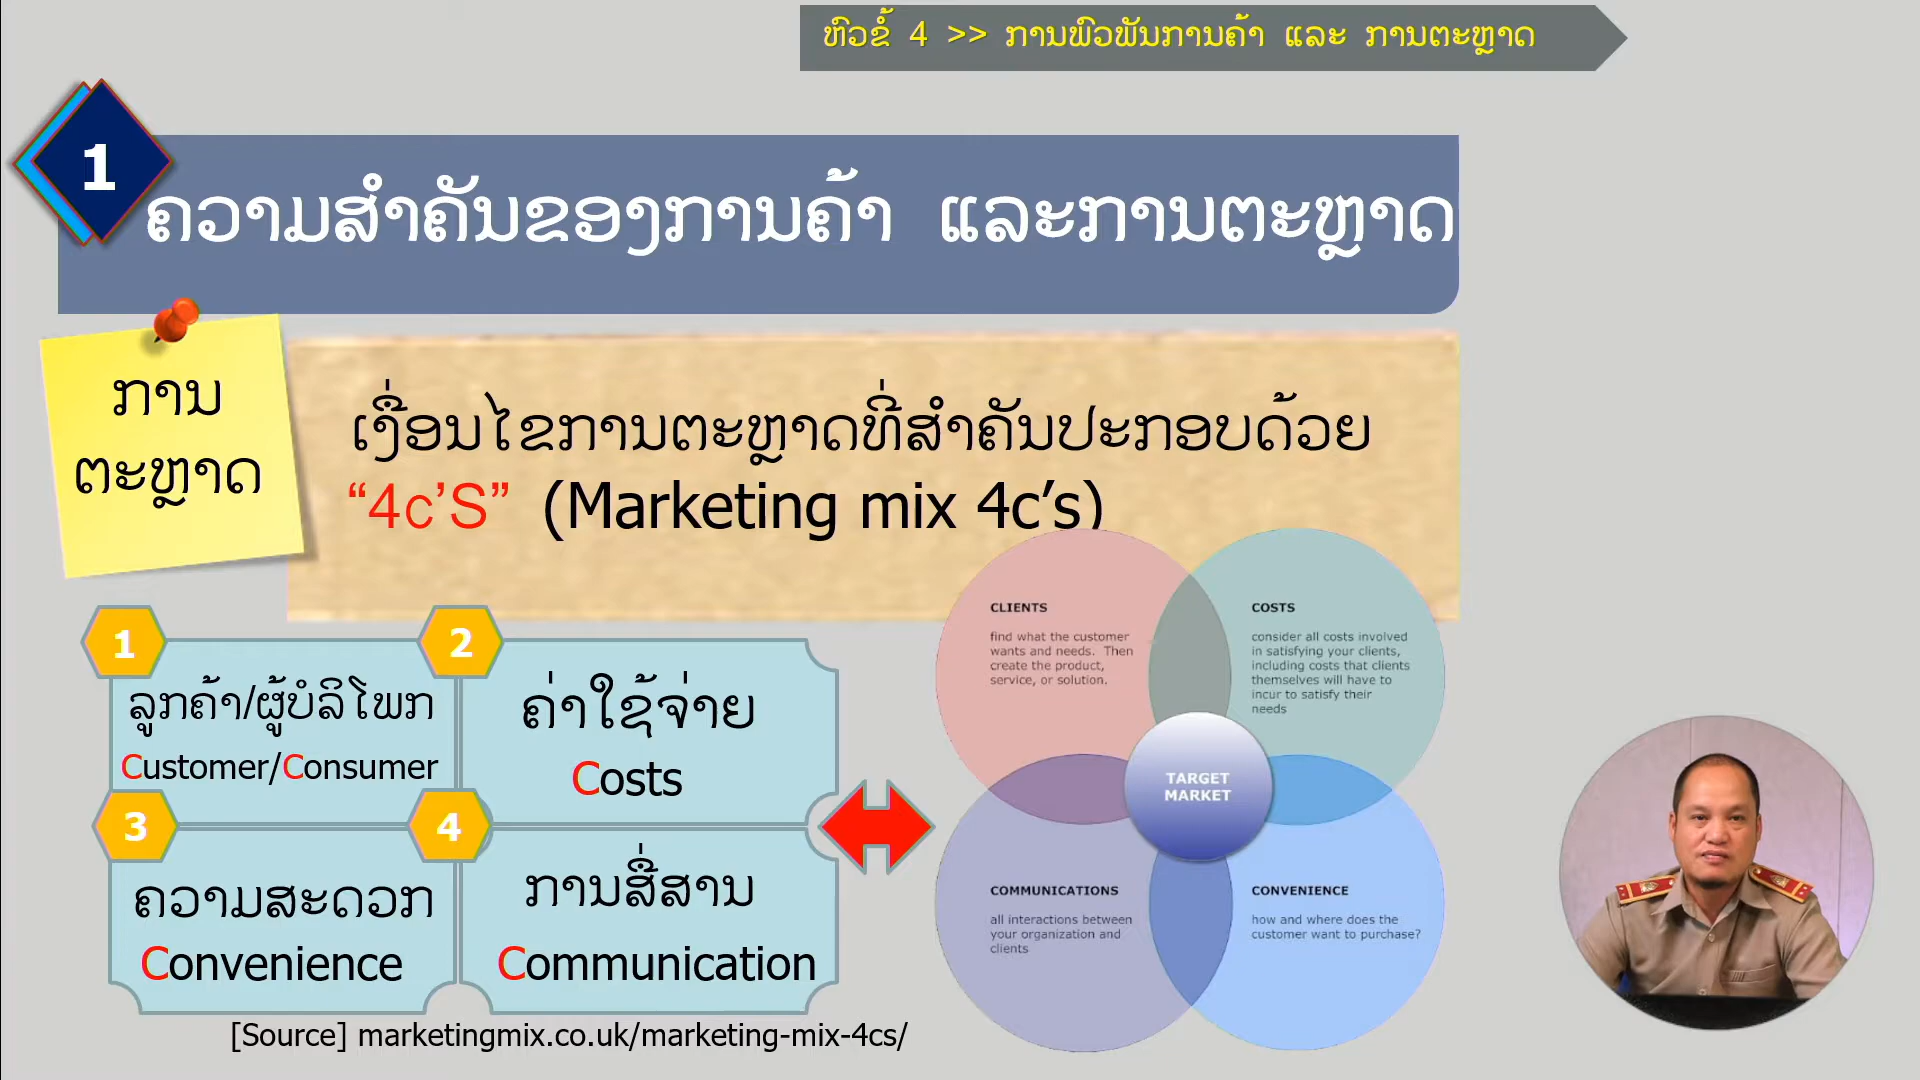 ຫົວຂໍ້ 4 >> ການພົວພັນການຄ້າ ແລະ ການຕະຫຼາດ
1
ຄວາມສຳຄັນຂອງການຄ້າ ແລະການຕະຫຼາດ
ການ
ຕະຫຼາດ
ເງື່ອນໄຂການຕະຫຼາດທີ່ສຳຄັນປະກອບດ້ວຍ
“4c’S” (Marketing mix 4c’s)
1
ລູກຄ້າ/ຜູ້ບໍລິໂພກ
Customer/Consumer
2
ຄ່າໃຊ້ຈ່າຍ
Costs
3
ຄວາມສະດວກ
Convenience
4
ການສື່ສານ
Communication
CLIENTS
find what the customer
wants and needs. Then
create the product,
service, or solution.
COSTS
consider all costs involved
in satisfying your clients,
including costs that clients
themselves will have to
incur to satisfy their
needs
TARGET
MARKET
COMMUNICATIONS
all interactions between
your organization and
clients
CONVENIENCE
how and where does the
customer want to purchase?
[Source] marketingmix.co.uk/marketing-mix-4cs/